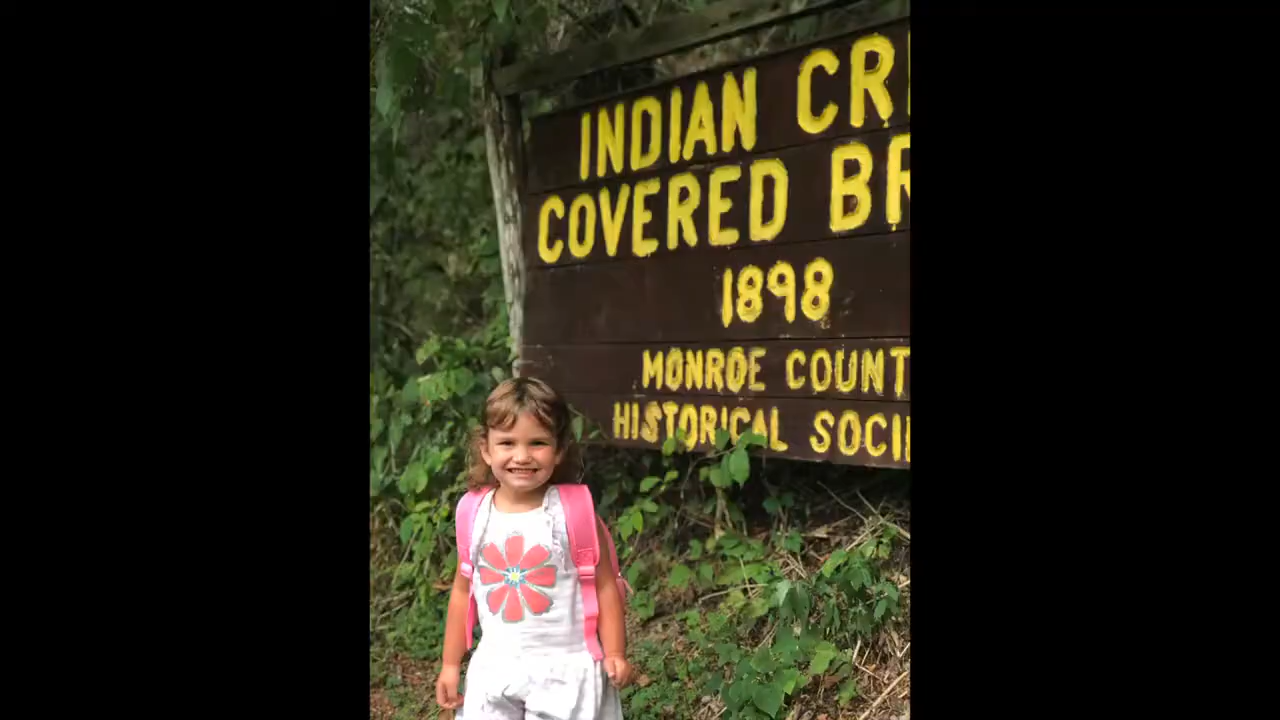 INDIAN CR
COVERED BR
1898
MONROE COUNT
HISTORICAL SOCI